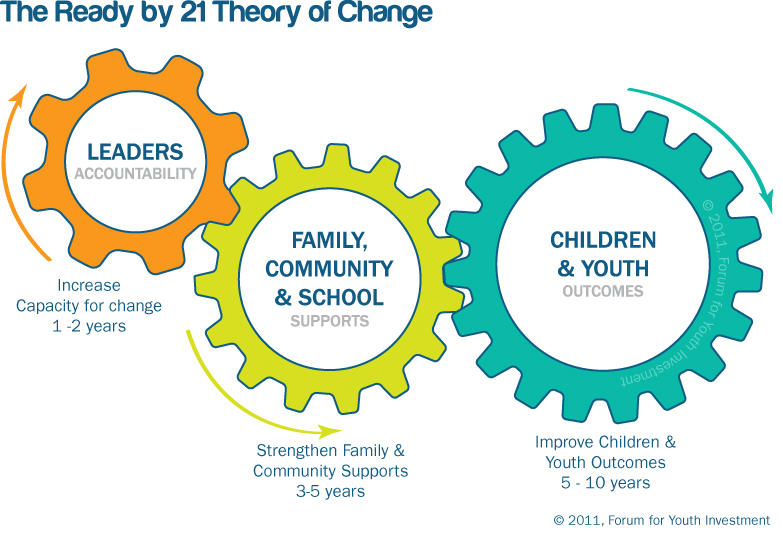 The Ready by 21 Theory of Change
LEADERS
ACCOUNTABILITY
Increase
Capacity for change
1 -2 years
FAMILY,
COMMUNITY
& SCHOOL
SUPPORTS
Strengthen Family &
Community Supports
3-5 years
CHILDREN
& YOUTH
OUTCOMES
© 2011, Forum for Youth Investment
Improve Children &
Youth Outcomes
5 - 10 years
© 2011, Forum for Youth Investment